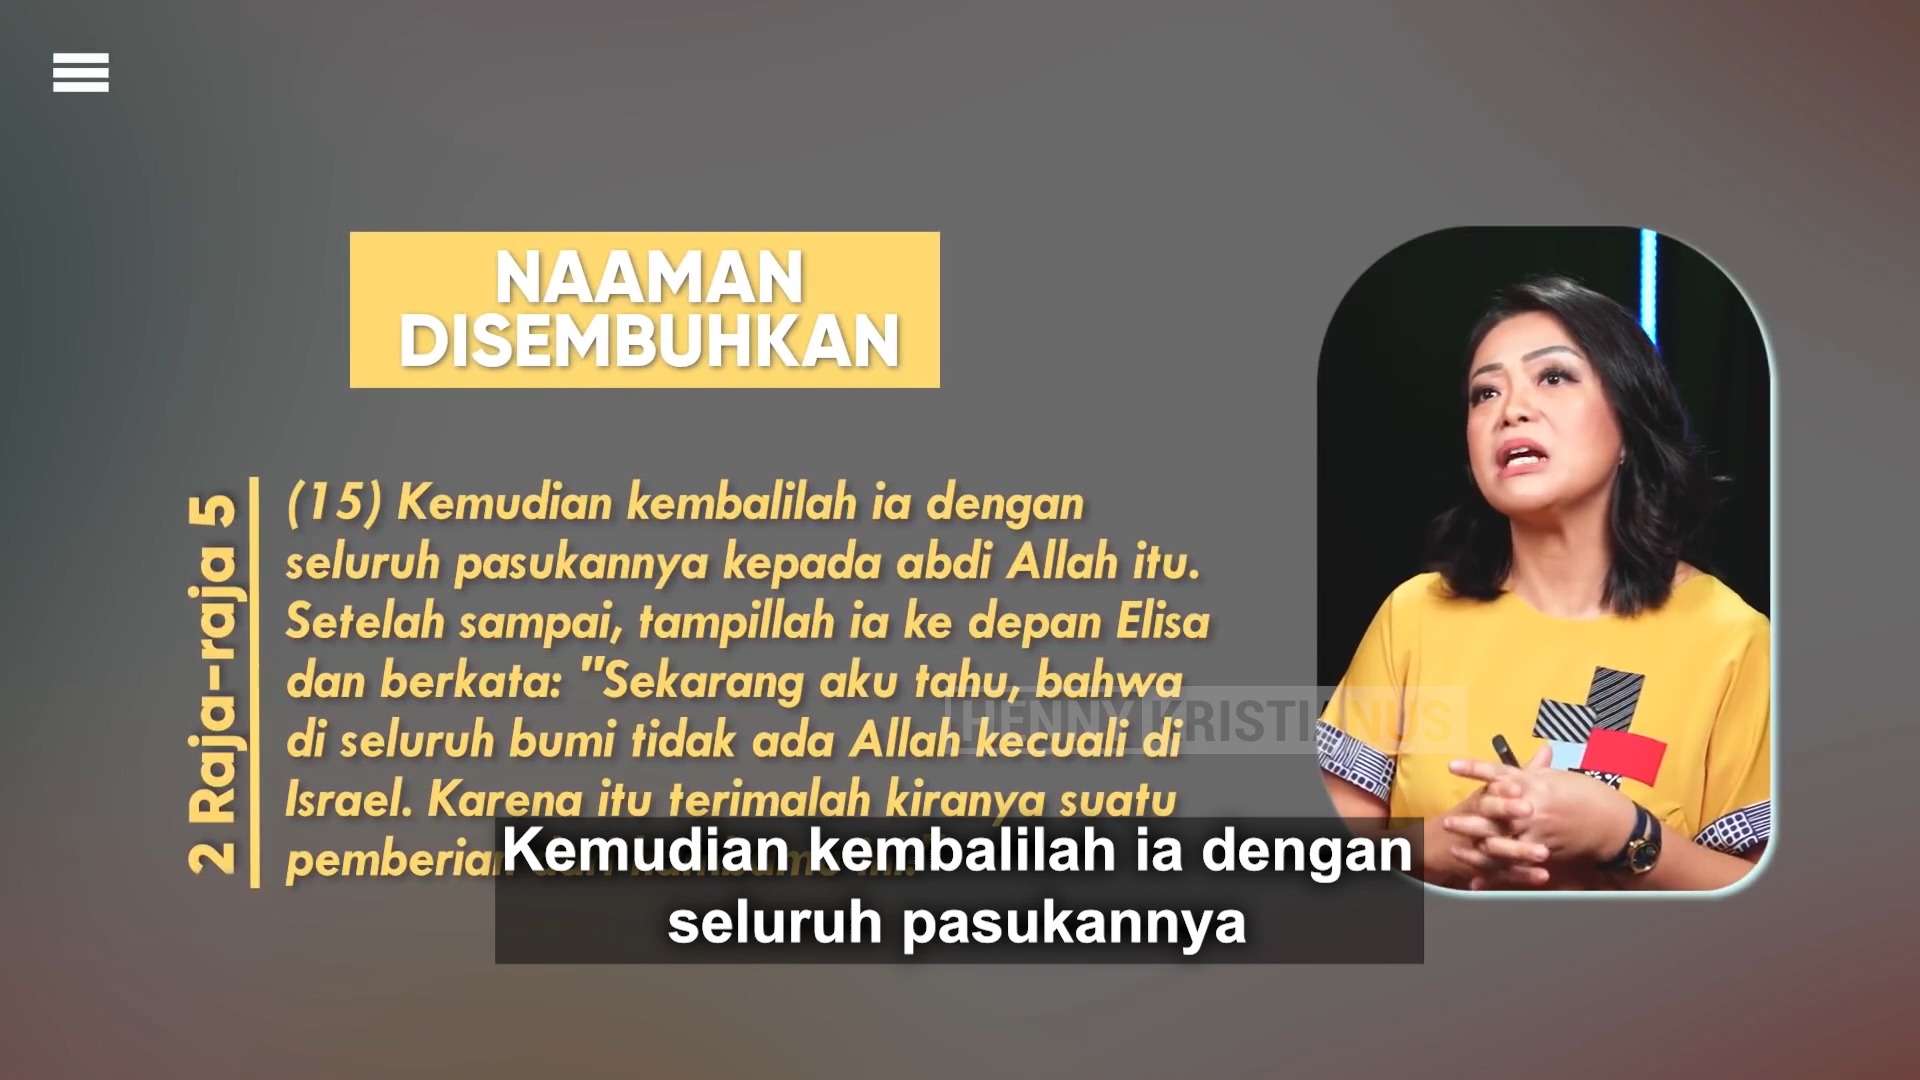 NAAMAN
DISEMBUHKAN
2 Raja-raja 5
(15) Kemudian kembalilah ia dengan
seluruh pasukannya kepada abdi Allah itu.
Setelah sampai, tampillah ia ke depan Elisa
dan berkata: "Sekarang aku tahu, bahwa
di seluruh bumi tidak ada Allah kecuali di
Israel. Karena itu terimalah kiranya suatu
pemberian
HENNY KRISTIANUS
Kemudian kembalilah ia dengan
seluruh pasukannya